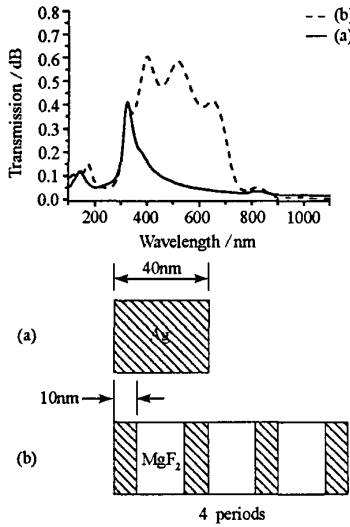 (b)
(a)
Transmission / dB
0.8
0.7
0.6
0.5
0.4
0.3
0.2
0.1
0.0
200 400 600 800 1000
Wavelength / nm
40nm
(a)
Ag
10nm
(b)
MgF₂
4 periods